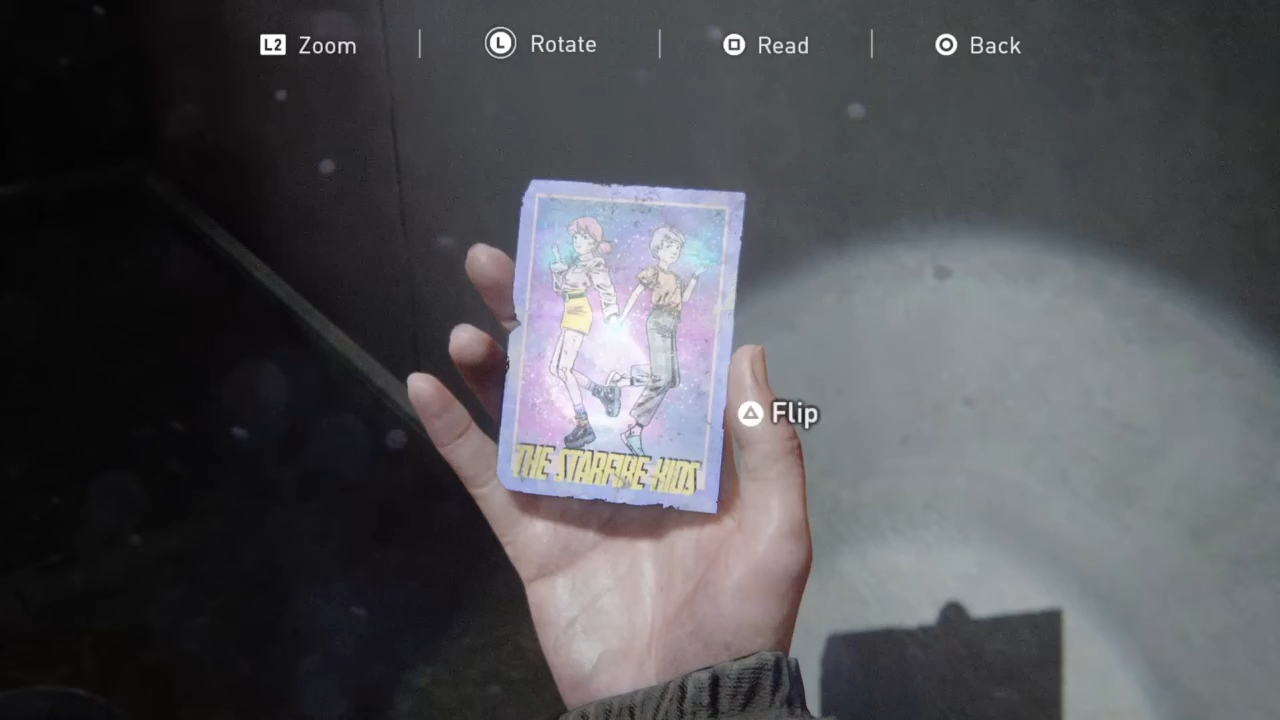 L2 Zoom
L Rotate
Read
Back
Flip
THE STARFIRE KIDS